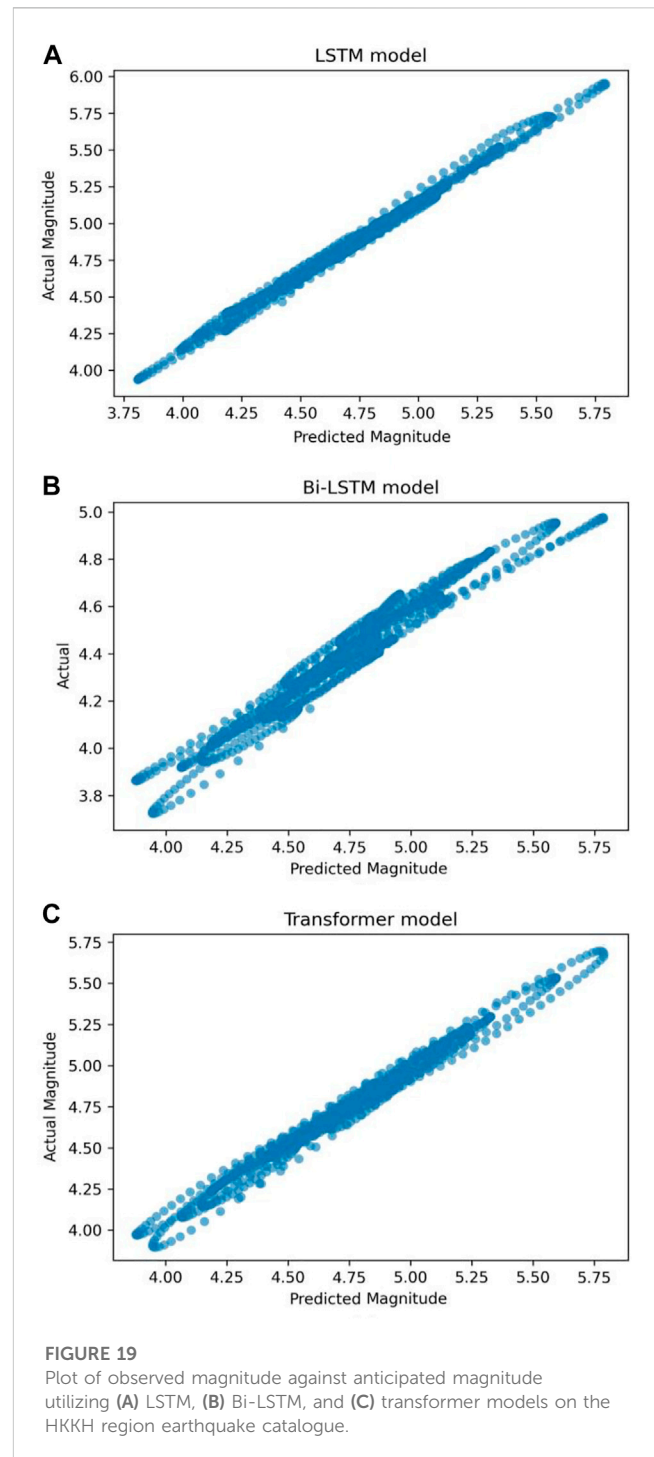 A
LSTM model
6.00
5.75
5.50
5.25
5.00
4.75
4.50
4.25
4.00
Actual Magnitude
3.75 4.00 4.25 4.50 4.75 5.00 5.25 5.50 5.75
Predicted Magnitude
B
Bi-LSTM model
5.0
4.8
4.6
4.4
4.2
4.0
3.8
Actual
4.00 4.25 4.50 4.75 5.00 5.25 5.50 5.75
Predicted Magnitude
C
Transformer model
5.75
5.50
5.25
5.00
4.75
4.50
4.25
4.00
Actual Magnitude
4.00 4.25 4.50 4.75 5.00 5.25 5.50 5.75
Predicted Magnitude
FIGURE 19
Plot of observed magnitude against anticipated magnitude
utilizing (A) LSTM, (B) Bi-LSTM, and (C) transformer models on the
HKKH region earthquake catalogue.